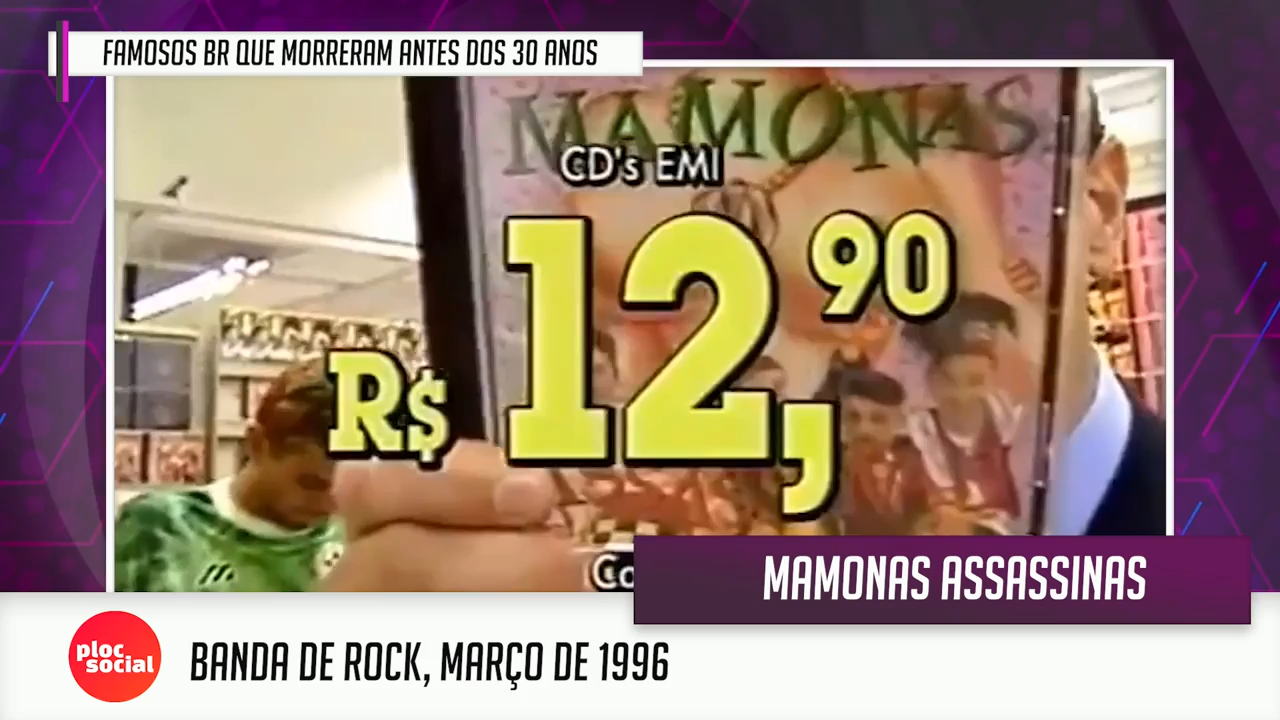 FAMOSOS BR QUE MORRERAM ANTES DOS 30 ANOS
MAMONAS
CD's EMI
R$ 12,90
Co
MAMONAS ASSASSINAS
ploc social
BANDA DE ROCK, MARÇO DE 1996